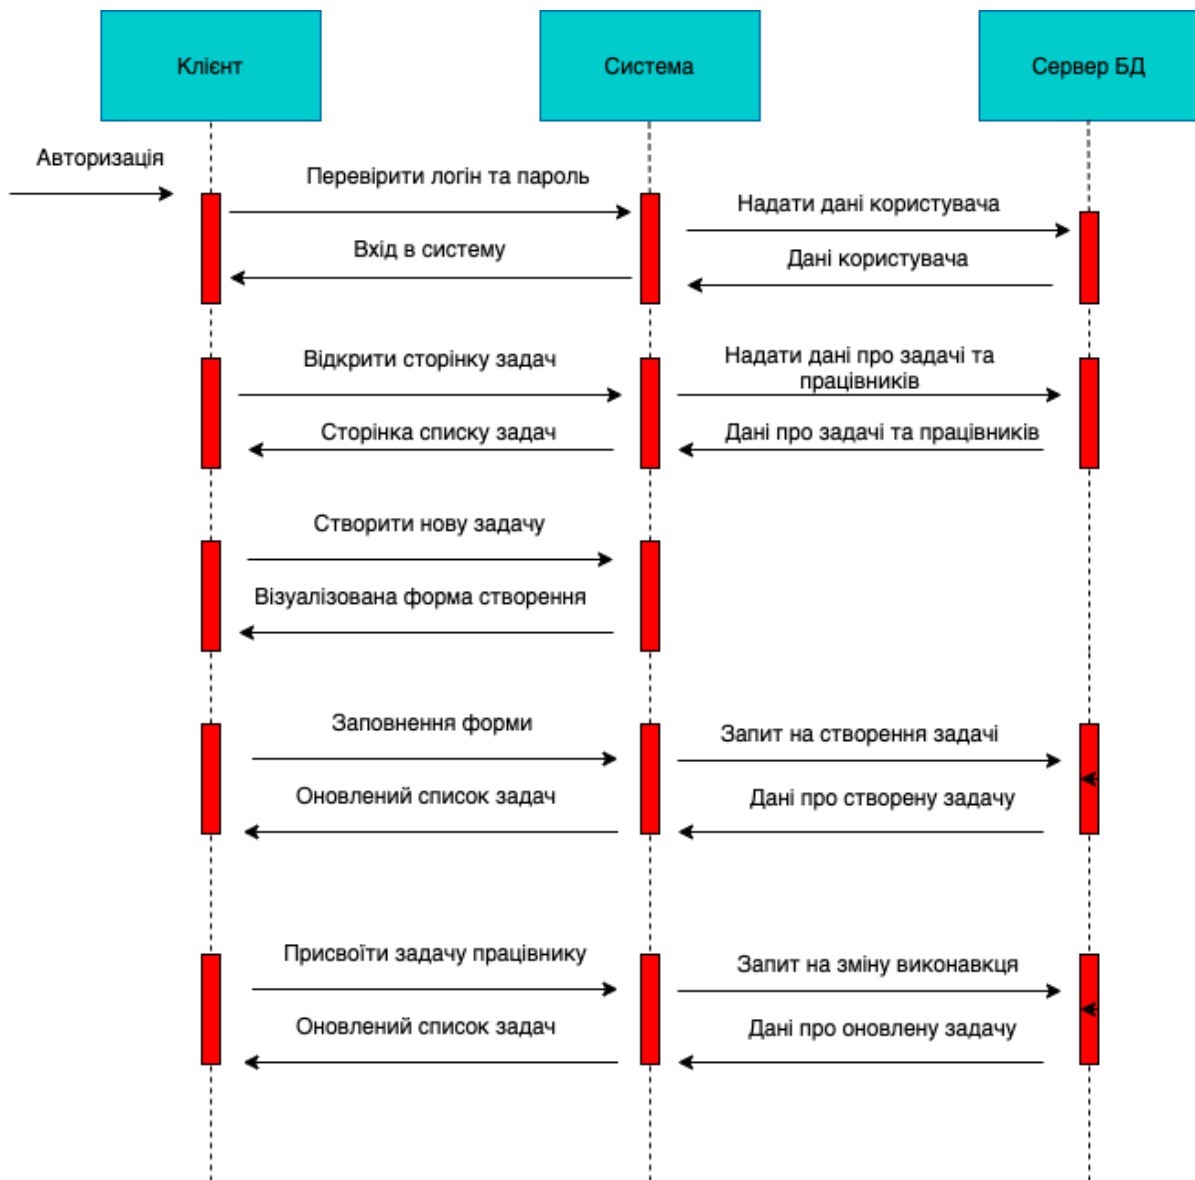 Клієнт
Система
Сервер БД
Авторизація
Перевірити логін та пароль
Надати дані користувача
Вхід в систему
Дані користувача
Відкрити сторінку задач
Надати дані про задачі та
працівників
Сторінка списку задач
Дані про задачі та працівників
Створити нову задачу
Візуалізована форма створення
Заповнення форми
Запит на створення задачі
Оновлений список задач
Дані про створену задачу
Присвоїти задачу працівнику
Запит на зміну виконавкця
Оновлений список задач
Дані про оновлену задачу